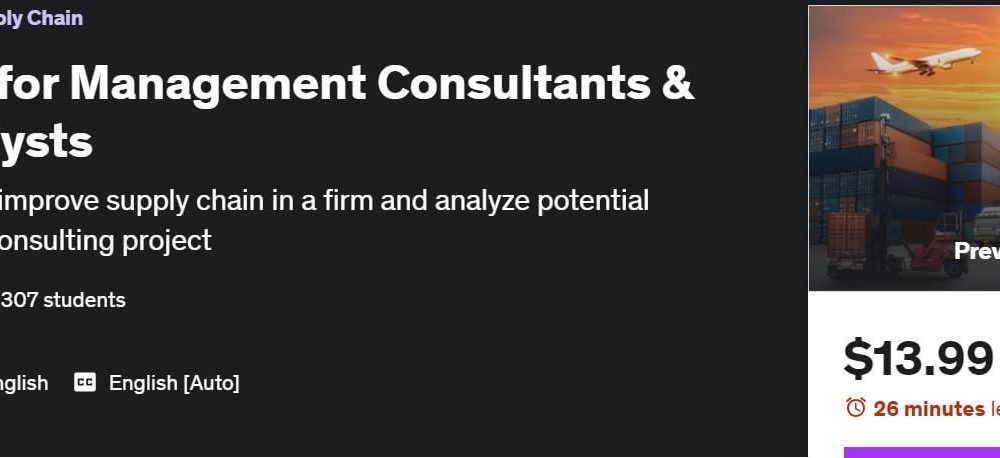 ply Chain
for Management Consultants &
ysts
improve supply chain in a firm and analyze potential
onsulting project
307 students
nglish CC English [Auto]
Prev
$13.99
26 minutes le